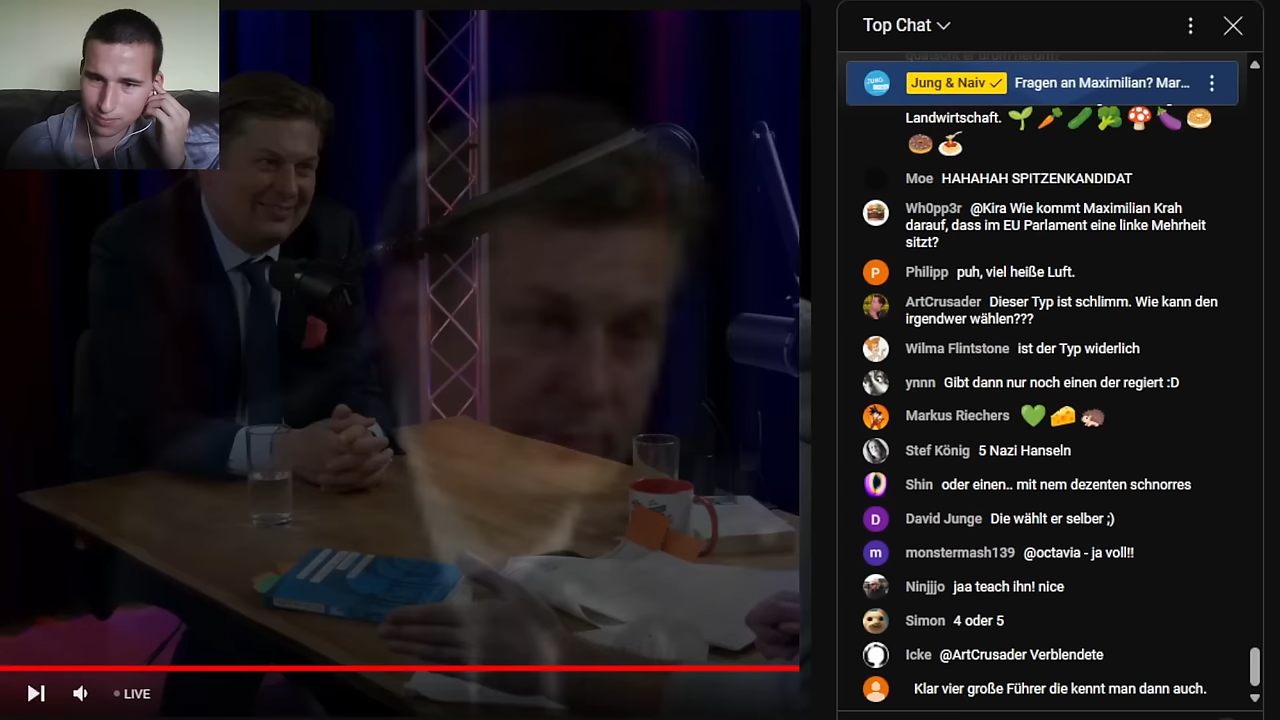 Top Chat
Jung & Naiv Fragen an Maximilian? Mar...
Landwirtschaft.
Moe HAHAHAH SPITZENKANDIDAT
Wh0pp3r @Kira Wie kommt Maximilian Krah
darauf, dass im EU Parlament eine linke Mehrheit
sitzt?
Philipp puh, viel heiße Luft.
ArtCrusader Dieser Typ ist schlimm. Wie kann den
irgendwer wählen???
Wilma Flintstone ist der Typ widerlich
ynnn Gibt dann nur noch einen der regiert :D
Markus Riechers
Stef König 5 Nazi Hanseln
Shin oder einen.. mit nem dezenten schnorres
David Junge Die wählt er selber ;)
monstermash139 @octavia - ja voll!!
Ninjjjo jaa teach ihn! nice
Simon 4 oder 5
Icke @ArtCrusader Verblendete
Klar vier große Führer die kennt man dann auch.
P
D
m
LIVE